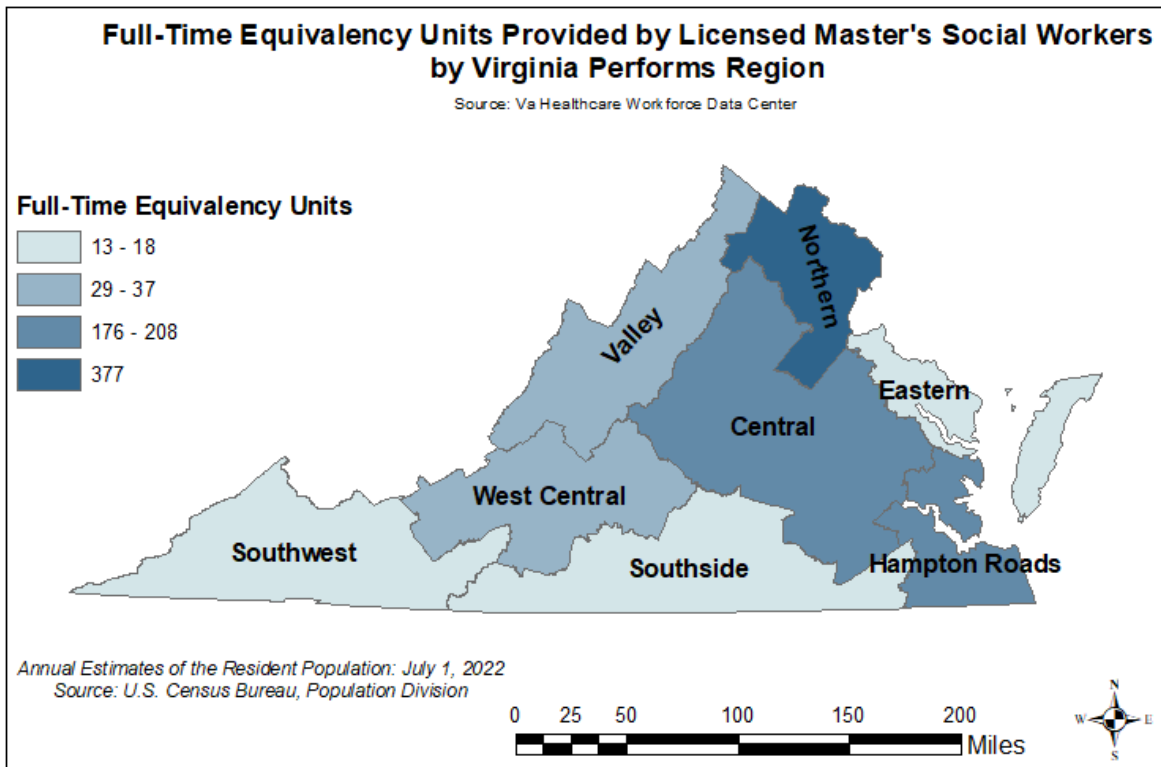 Full-Time Equivalency Units Provided by Licensed Master's Social Workers
by Virginia Performs Region
Source: Va Healthcare Workforce Data Center
Full-Time Equivalency Units
13 - 18
29 - 37
176 - 208
377
Northern
Valley
Eastern
Central
West Central
Southwest
Southside
Hampton Roads
Annual Estimates of the Resident Population: July 1, 2022
Source: U.S. Census Bureau, Population Division
0 25 50 100 150 200
Miles
N
W E
S